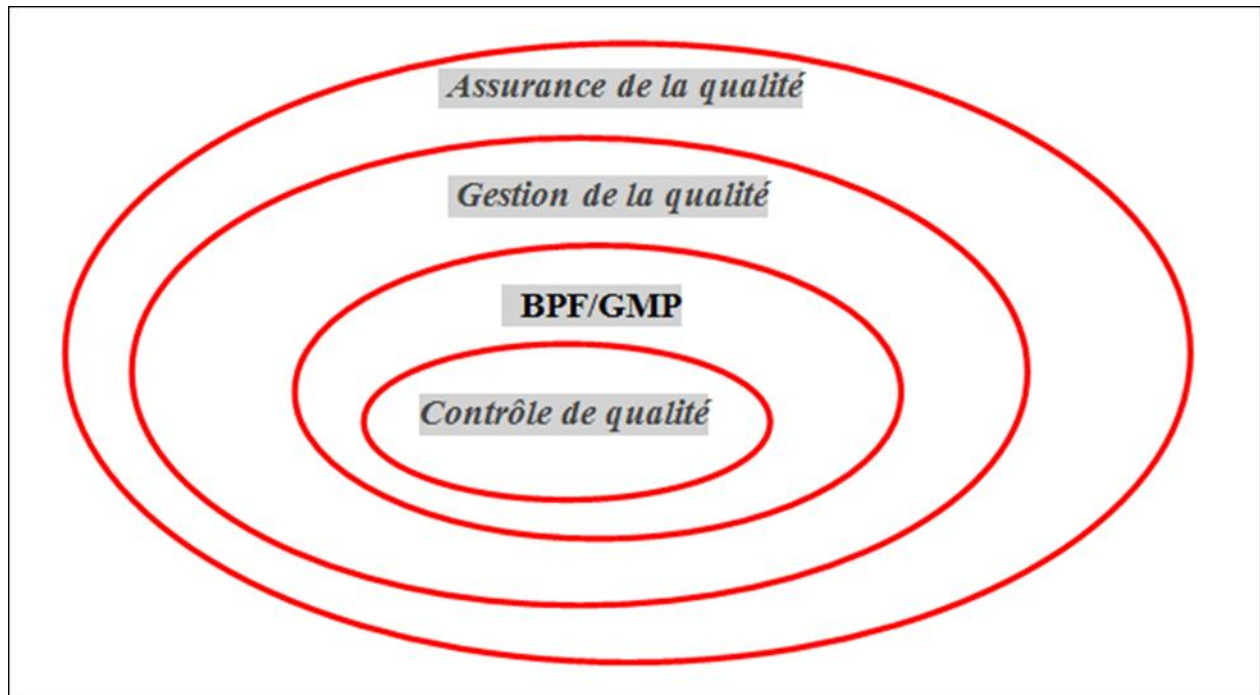 Assurance de la qualité
Gestion de la qualité
BPF/GMP
Contrôle de qualité